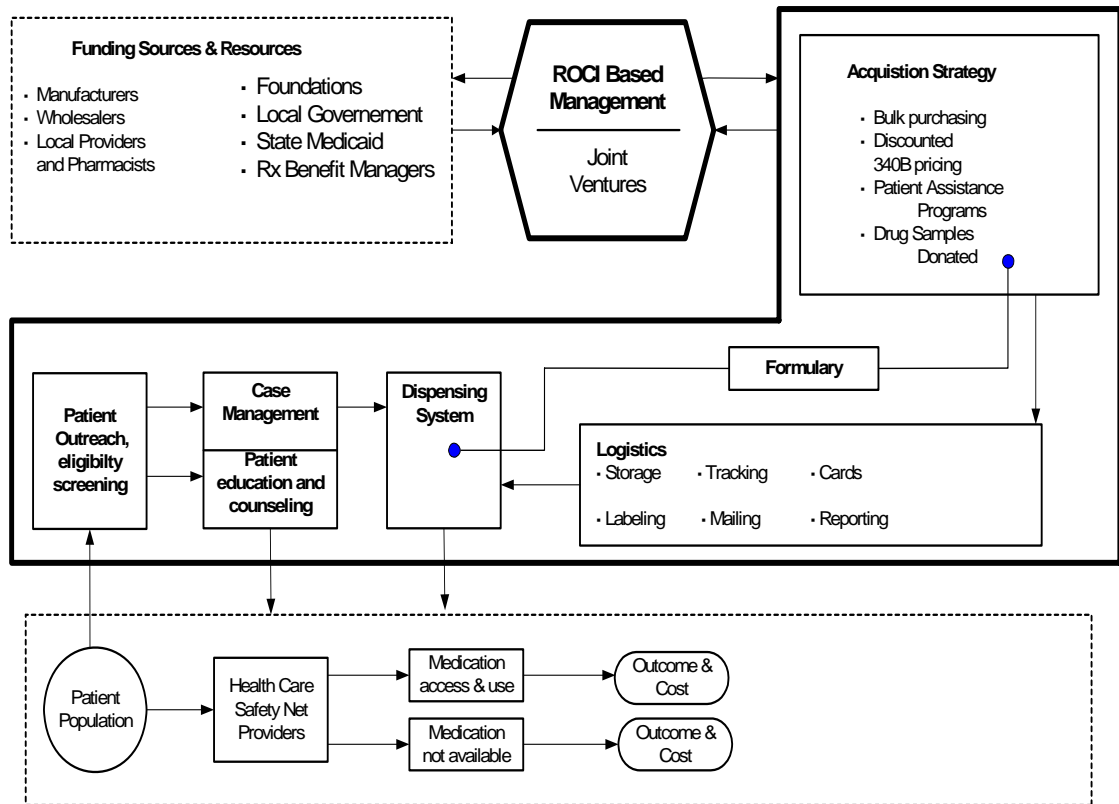 Funding Sources & Resources
· Manufacturers
· Wholesalers
· Local Providers
and Pharmacists
· Foundations
· Local Governement
· State Medicaid
· Rx Benefit Managers
ROCI Based
Management
Joint
Ventures
Acquistion Strategy
· Bulk purchasing
· Discounted
340B pricing
· Patient Assistance
Programs
· Drug Samples
Donated
Formulary
Patient
Outreach,
eligibilty
screening
Case
Management
Patient
education and
counseling
Dispensing
System
Logistics
· Storage · Tracking · Cards
· Labeling · Mailing · Reporting
Patient
Population
Health Care
Safety Net
Providers
Medication
access & use
Outcome &
Cost
Medication
not available
Outcome &
Cost